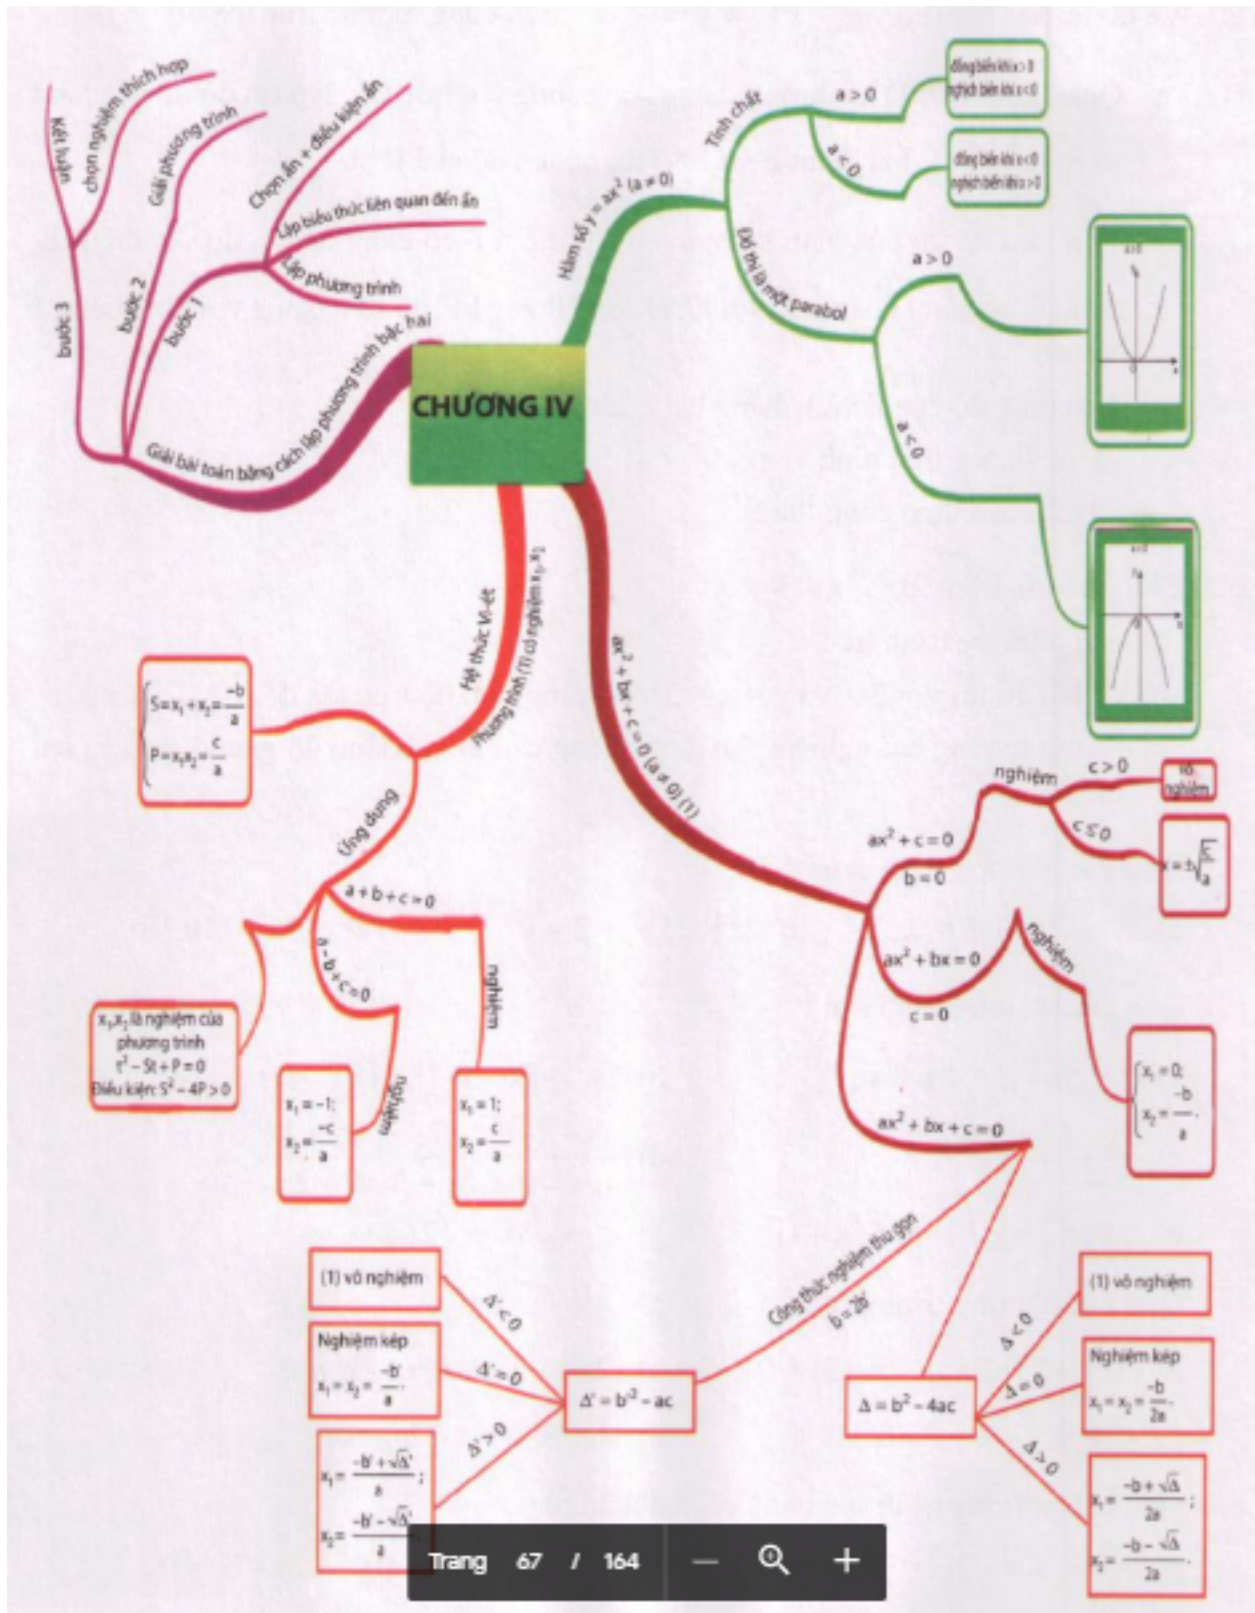 CHƯƠNG IV
Hàm số y = ax² (a ≠ 0)
Tính chất
a > 0
đồng biến khi x > 0
nghịch biến khi x < 0
a < 0
đồng biến khi x < 0
nghịch biến khi x > 0
Đồ thị là một parabol
a > 0
a < 0
ax² + bx + c = 0 (a ≠ 0) (1)
ax² + c = 0
b = 0
nghiệm
c > 0
nghiệm
c ≤ 0
ax² + bx = 0
c = 0
nghiệm
x₁ = 0;
x₂ = -b/a.
ax² + bx + c = 0
Δ = b² – 4ac
Δ < 0
(1) vô nghiệm
Δ = 0
Nghiệm kép
x₁ = x₂ = -b/2a.
Δ > 0
x₁ = (-b + √Δ)/2a ;
x₂ = (-b – √Δ)/2a .
Công thức nghiệm thu gọn
b = 2b'
Δ' = b'² – ac
Δ' < 0
(1) vô nghiệm
Δ' = 0
Nghiệm kép
x₁ = x₂ = -b'/a.
Δ' > 0
x₁ = (-b' + √Δ')/a ;
x₂ = (-b' – √Δ')/a
Hệ thức Vi-ét
Phương trình (1) có nghiệm x₁, x₂
S = x₁ + x₂ = -b/a
P = x₁x₂ = c/a
Ứng dụng
a + b + c = 0
nghiệm
x₁ = 1;
x₂ = c/a
a – b + c = 0
nghiệm
x₁ = –1;
x₂ = -c/a
x₁,x₂ là nghiệm của
phương trình
t² – St + P = 0
Điều kiện: S² – 4P > 0
Giải bài toán bằng cách lập phương trình bậc hai
bước 1
Chọn ẩn + điều kiện ẩn
Lập biểu thức liên quan đến ẩn
Lập phương trình
bước 2
Giải phương trình
bước 3
chọn nghiệm thích hợp
Kết luận
Trang 67 / 164